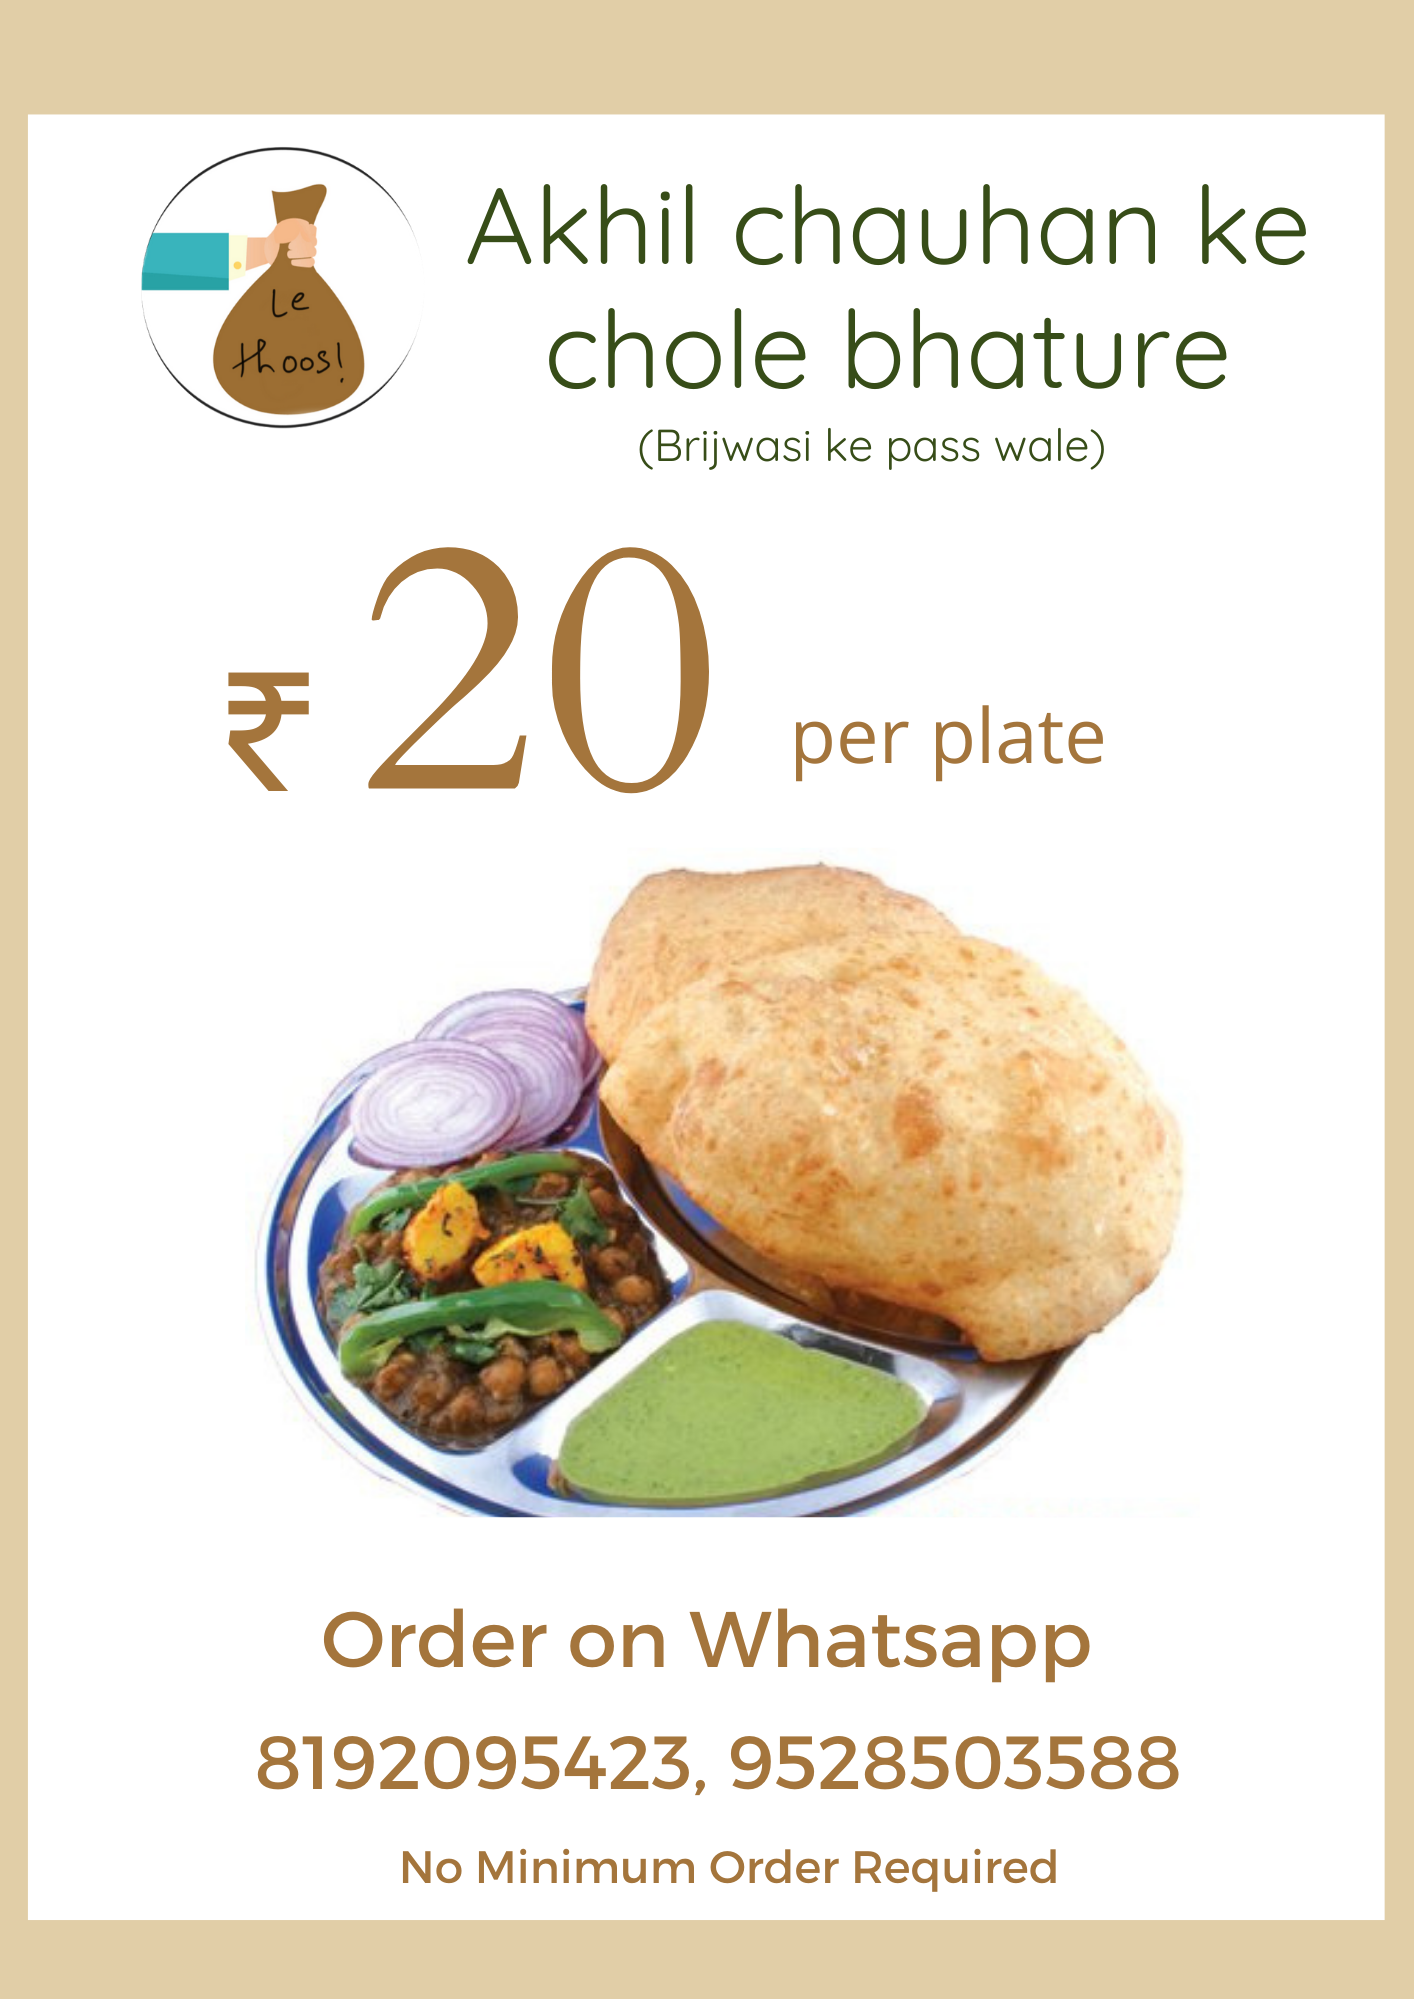 Le
thoos!
Akhil chauhan ke
chole bhature
(Brijwasi ke pass wale)
₹ 20 per plate
Order on Whatsapp
8192095423, 9528503588
No Minimum Order Required